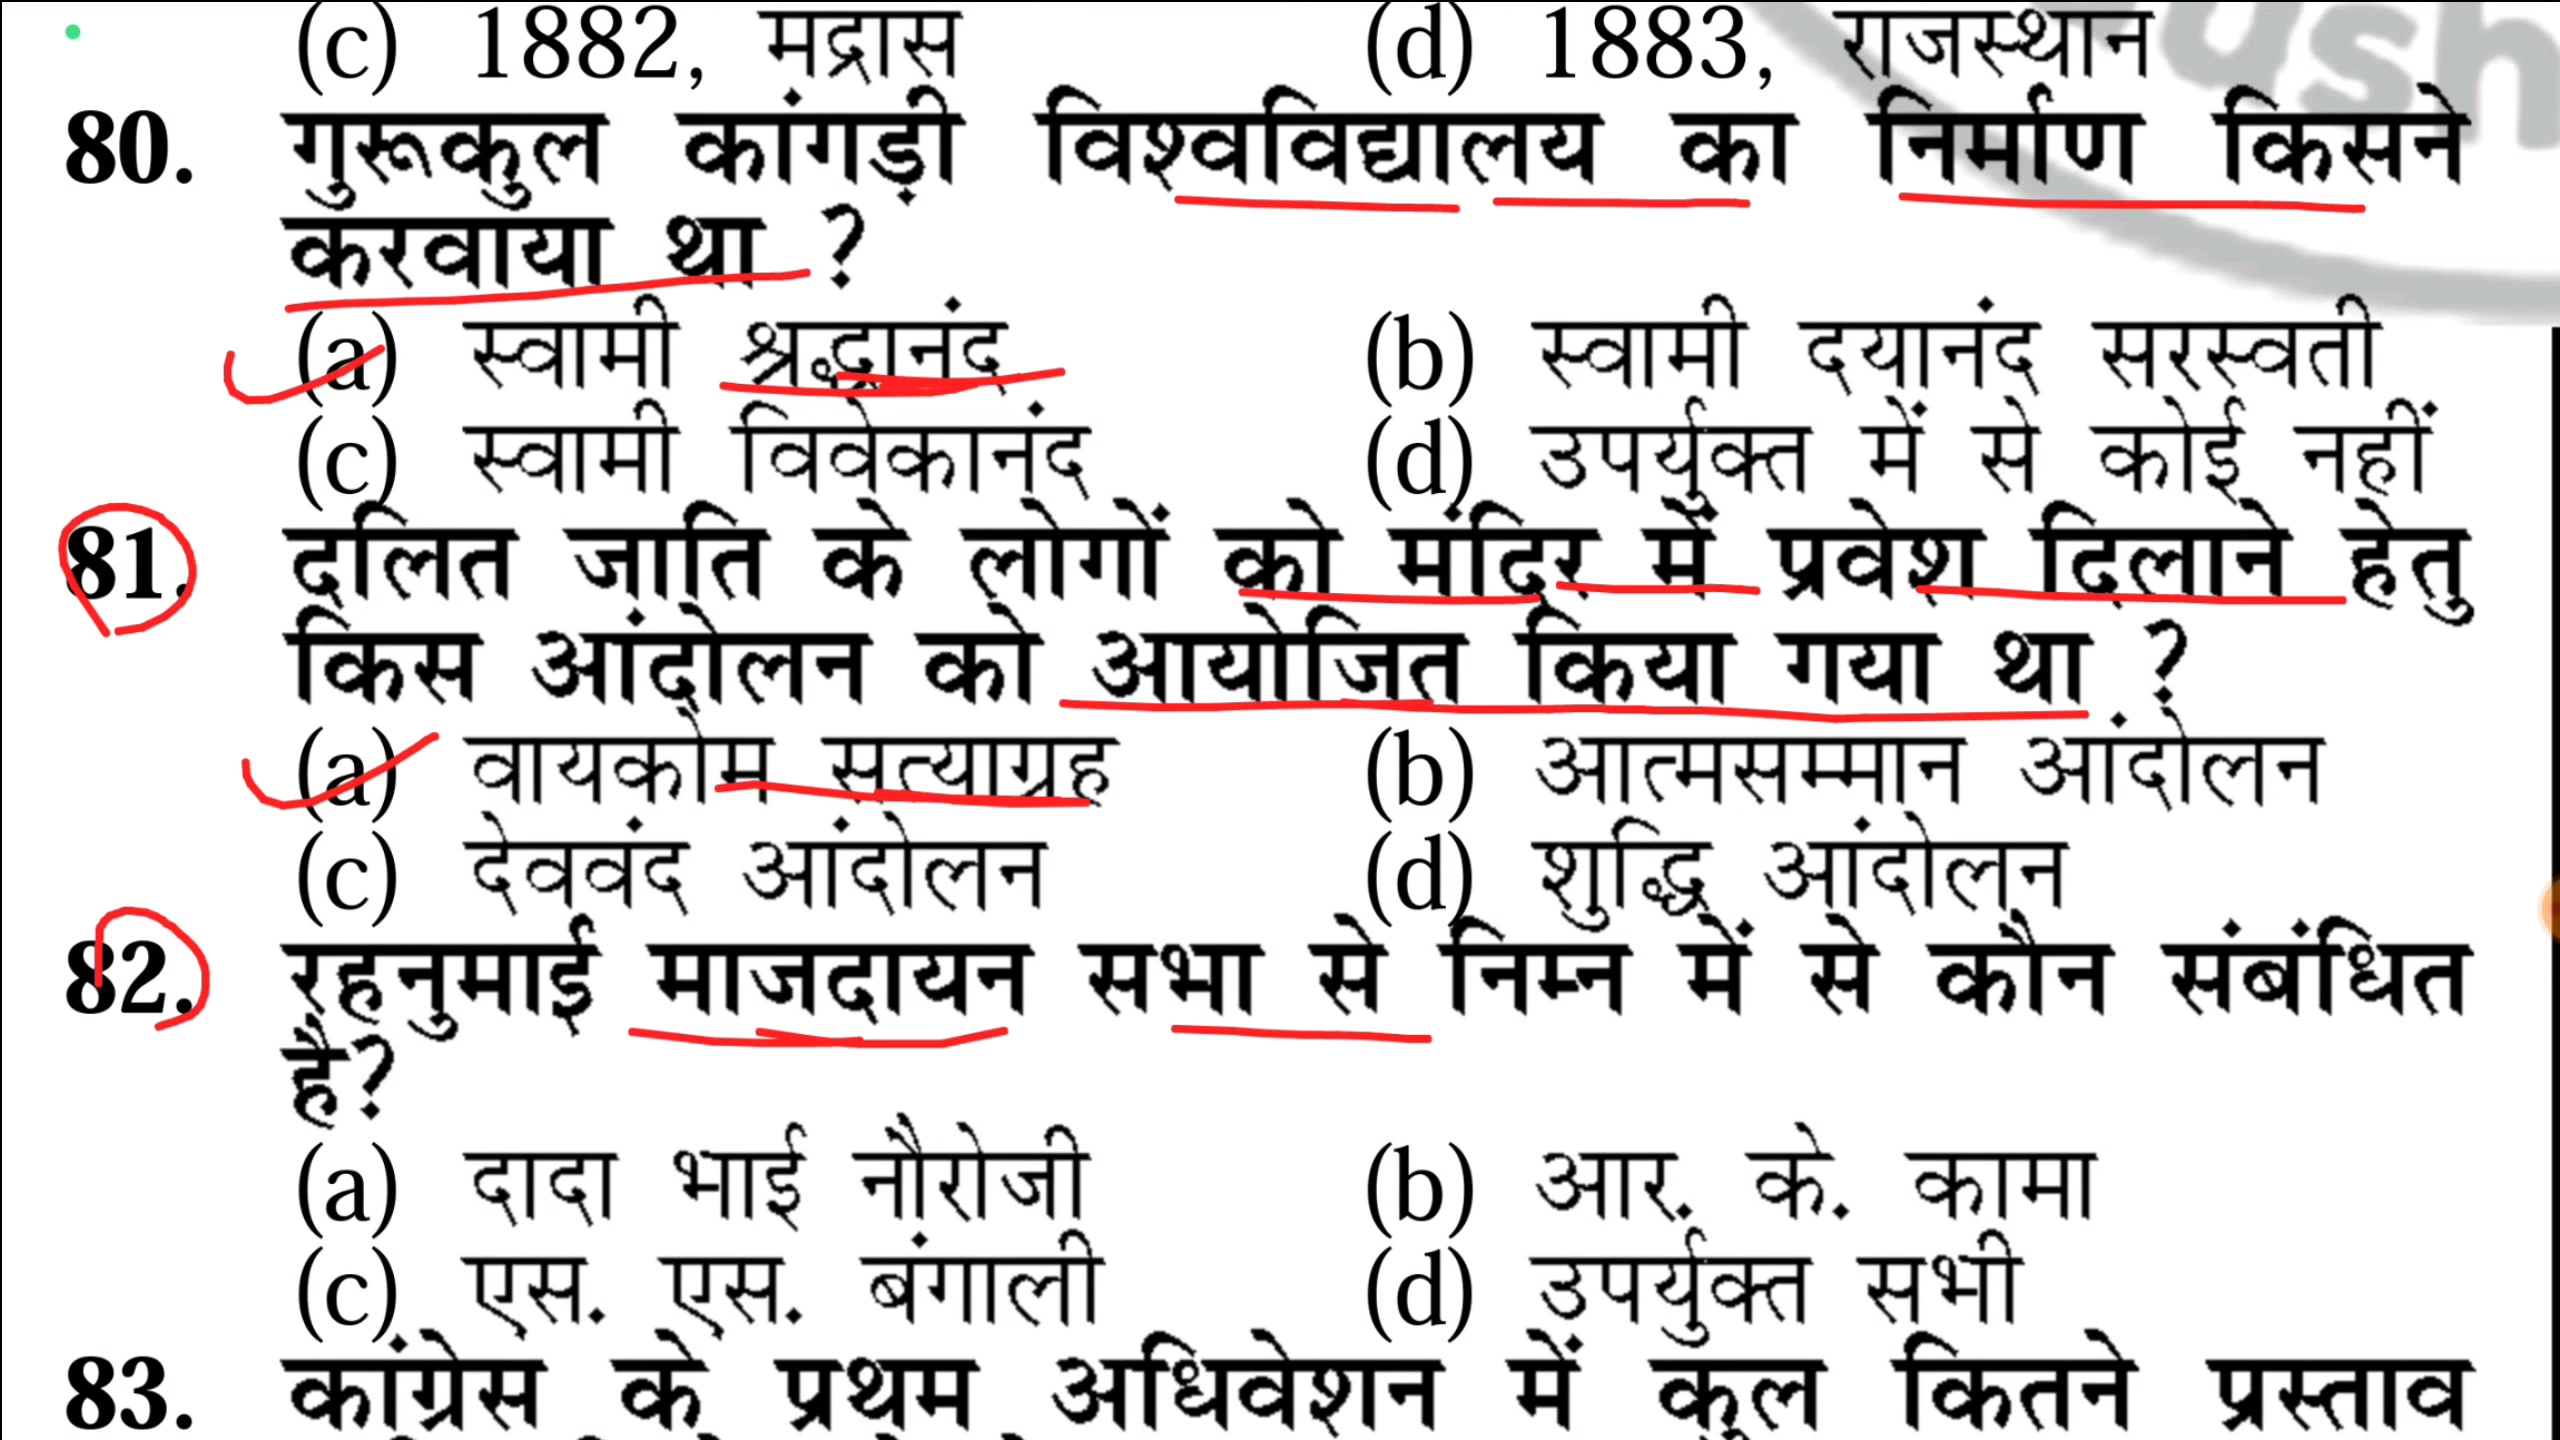 (c) 1882, मद्रास (d) 1883, राजस्थान
80. गुरूकुल कांगड़ी विश्वविद्यालय का निर्माण किसने
करवाया था ?
(a) स्वामी श्रद्धानंद (b) स्वामी दयानंद सरस्वती
(c) स्वामी विवेकानंद (d) उपर्युक्त में से कोई नहीं
81. दलित जाति के लोगों को मंदिर में प्रवेश दिलाने हेतु
किस आंदोलन को आयोजित किया गया था ?
(a) वायकोम सत्याग्रह (b) आत्मसम्मान आंदोलन
(c) देवबंद आंदोलन (d) शुद्धि आंदोलन
82. रहनुमाई माजदायन सभा से निम्न में से कौन संबंधित
है?
(a) दादा भाई नौरोजी (b) आर. के. कामा
(c) एस. एस. बंगाली (d) उपर्युक्त सभी
83. कांग्रेस के प्रथम अधिवेशन में कुल कितने प्रस्ताव